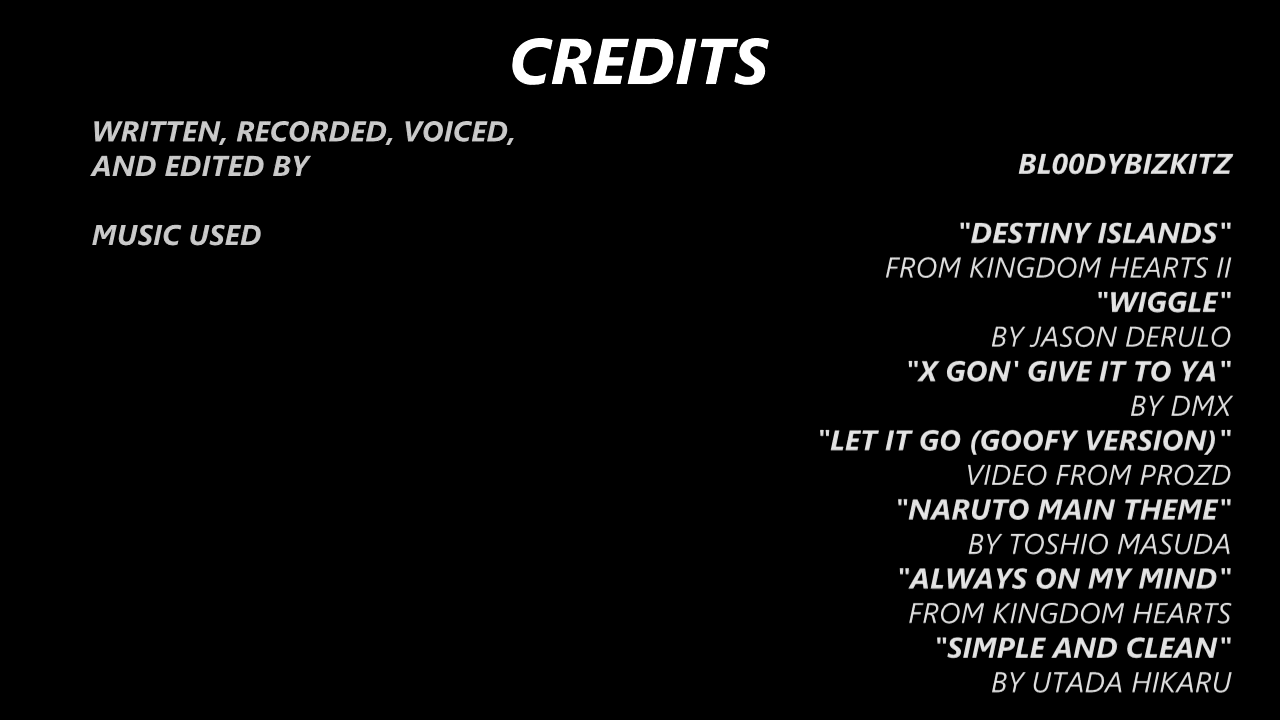 CREDITS
WRITTEN, RECORDED, VOICED,
AND EDITED BY
BL00DYBIZKITZ
MUSIC USED
"DESTINY ISLANDS"
FROM KINGDOM HEARTS II
"WIGGLE"
BY JASON DERULO
"X GON' GIVE IT TO YA"
BY DMX
"LET IT GO (GOOFY VERSION)"
VIDEO FROM PROZD
"NARUTO MAIN THEME"
BY TOSHIO MASUDA
"ALWAYS ON MY MIND"
FROM KINGDOM HEARTS
"SIMPLE AND CLEAN"
BY UTADA HIKARU